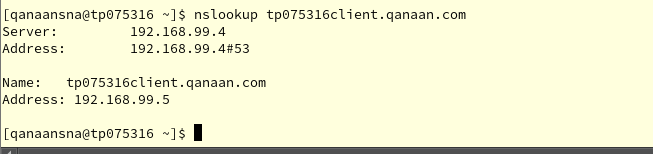 [qanaansna@tp075316 ~]$ nslookup tp075316client.qanaan.com
Server:         192.168.99.4
Address:        192.168.99.4#53
Name:   tp075316client.qanaan.com
Address: 192.168.99.5
[qanaansna@tp075316 ~]$